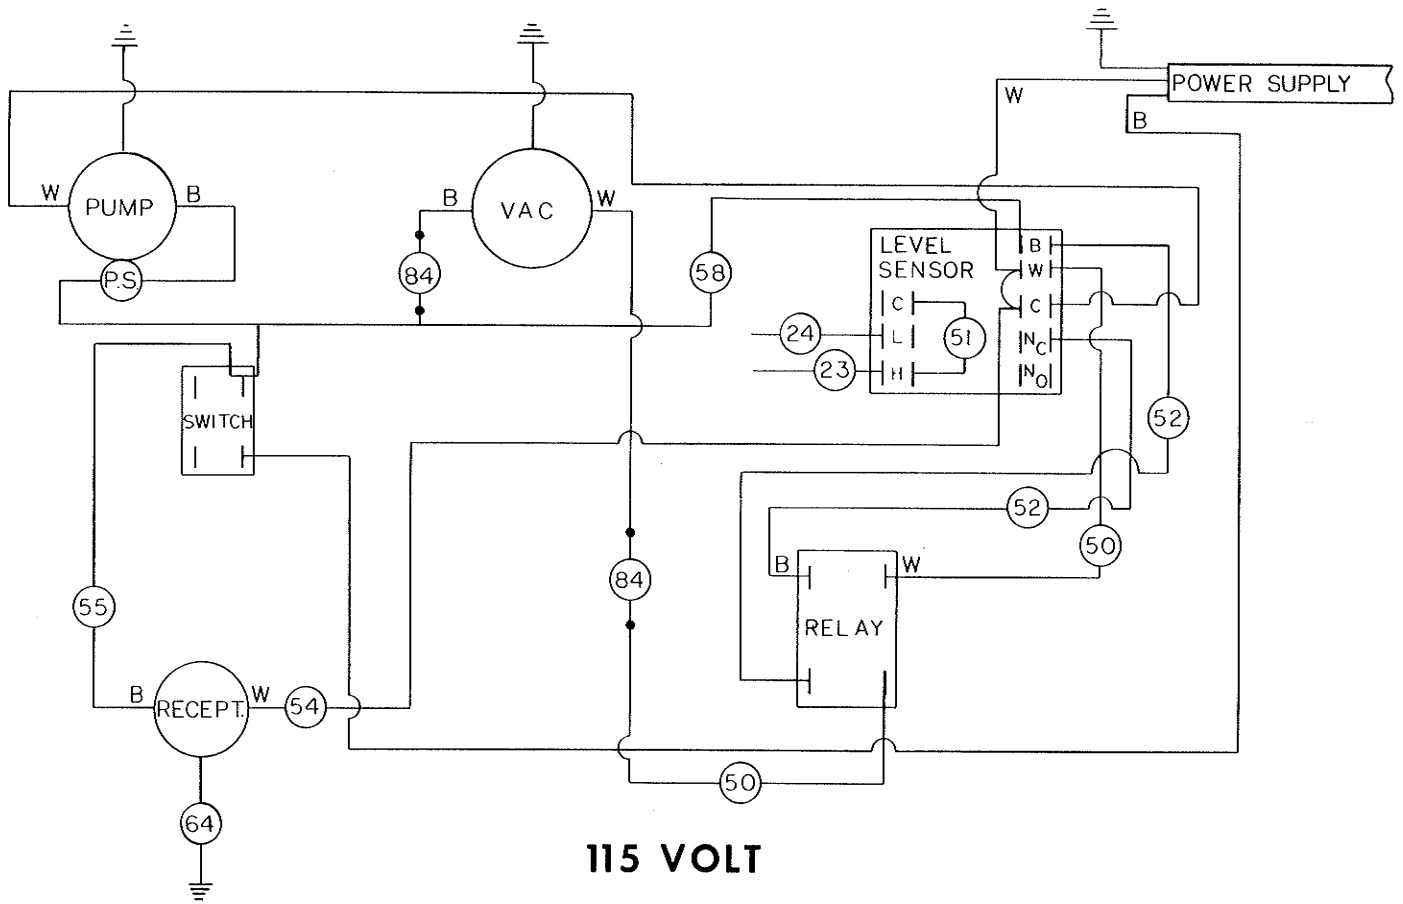 POWER SUPPLY
W
B
W
PUMP
B
P.S.
B
VAC
W
84
58
LEVEL
SENSOR
B
W
C
C
L
H
51
NC
NO
24
23
SWITCH
52
52
50
B
W
RELAY
84
55
B
RECEPT.
W
54
50
64
115 VOLT